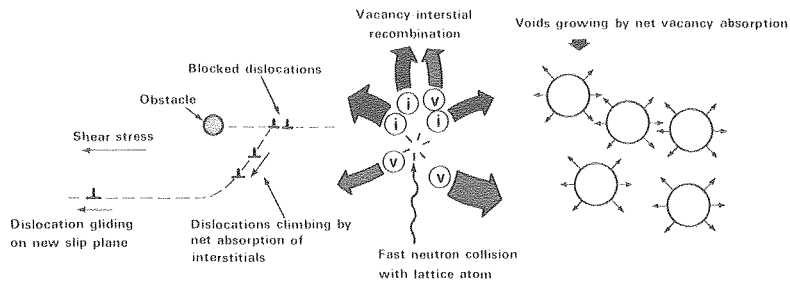 Vacancy-interstial
recombination
Voids growing by net vacancy absorption
Blocked dislocations
Obstacle
Shear stress
i
v
i
i
v
v
Dislocation gliding
on new slip plane
Dislocations climbing by
net absorption of
interstitials
Fast neutron collision
with lattice atom